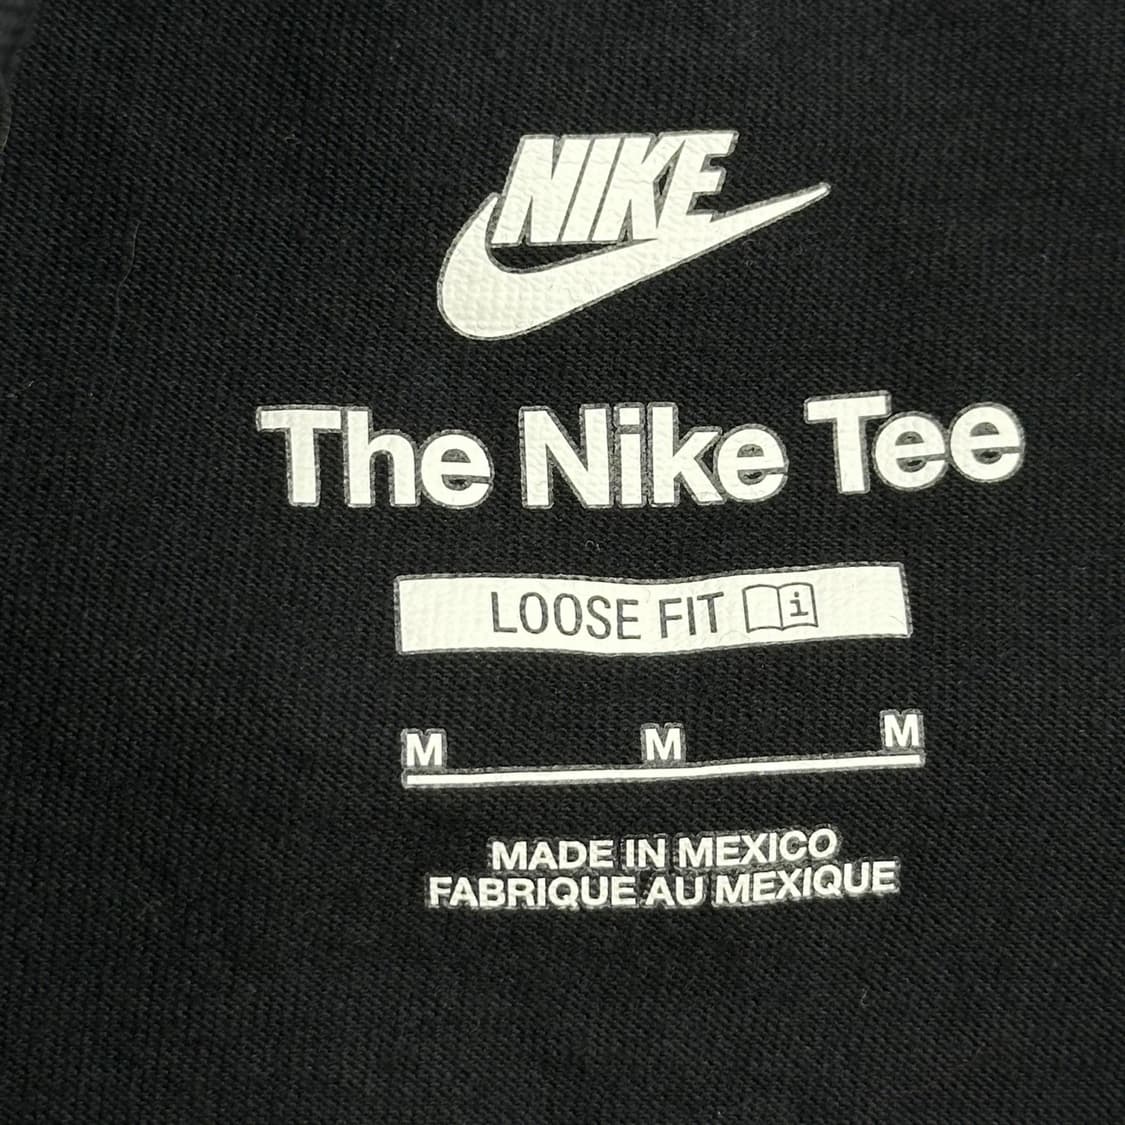 NIKE
The Nike Tee
LOOSE FIT i
M M M
MADE IN MEXICO
FABRIQUE AU MEXIQUE